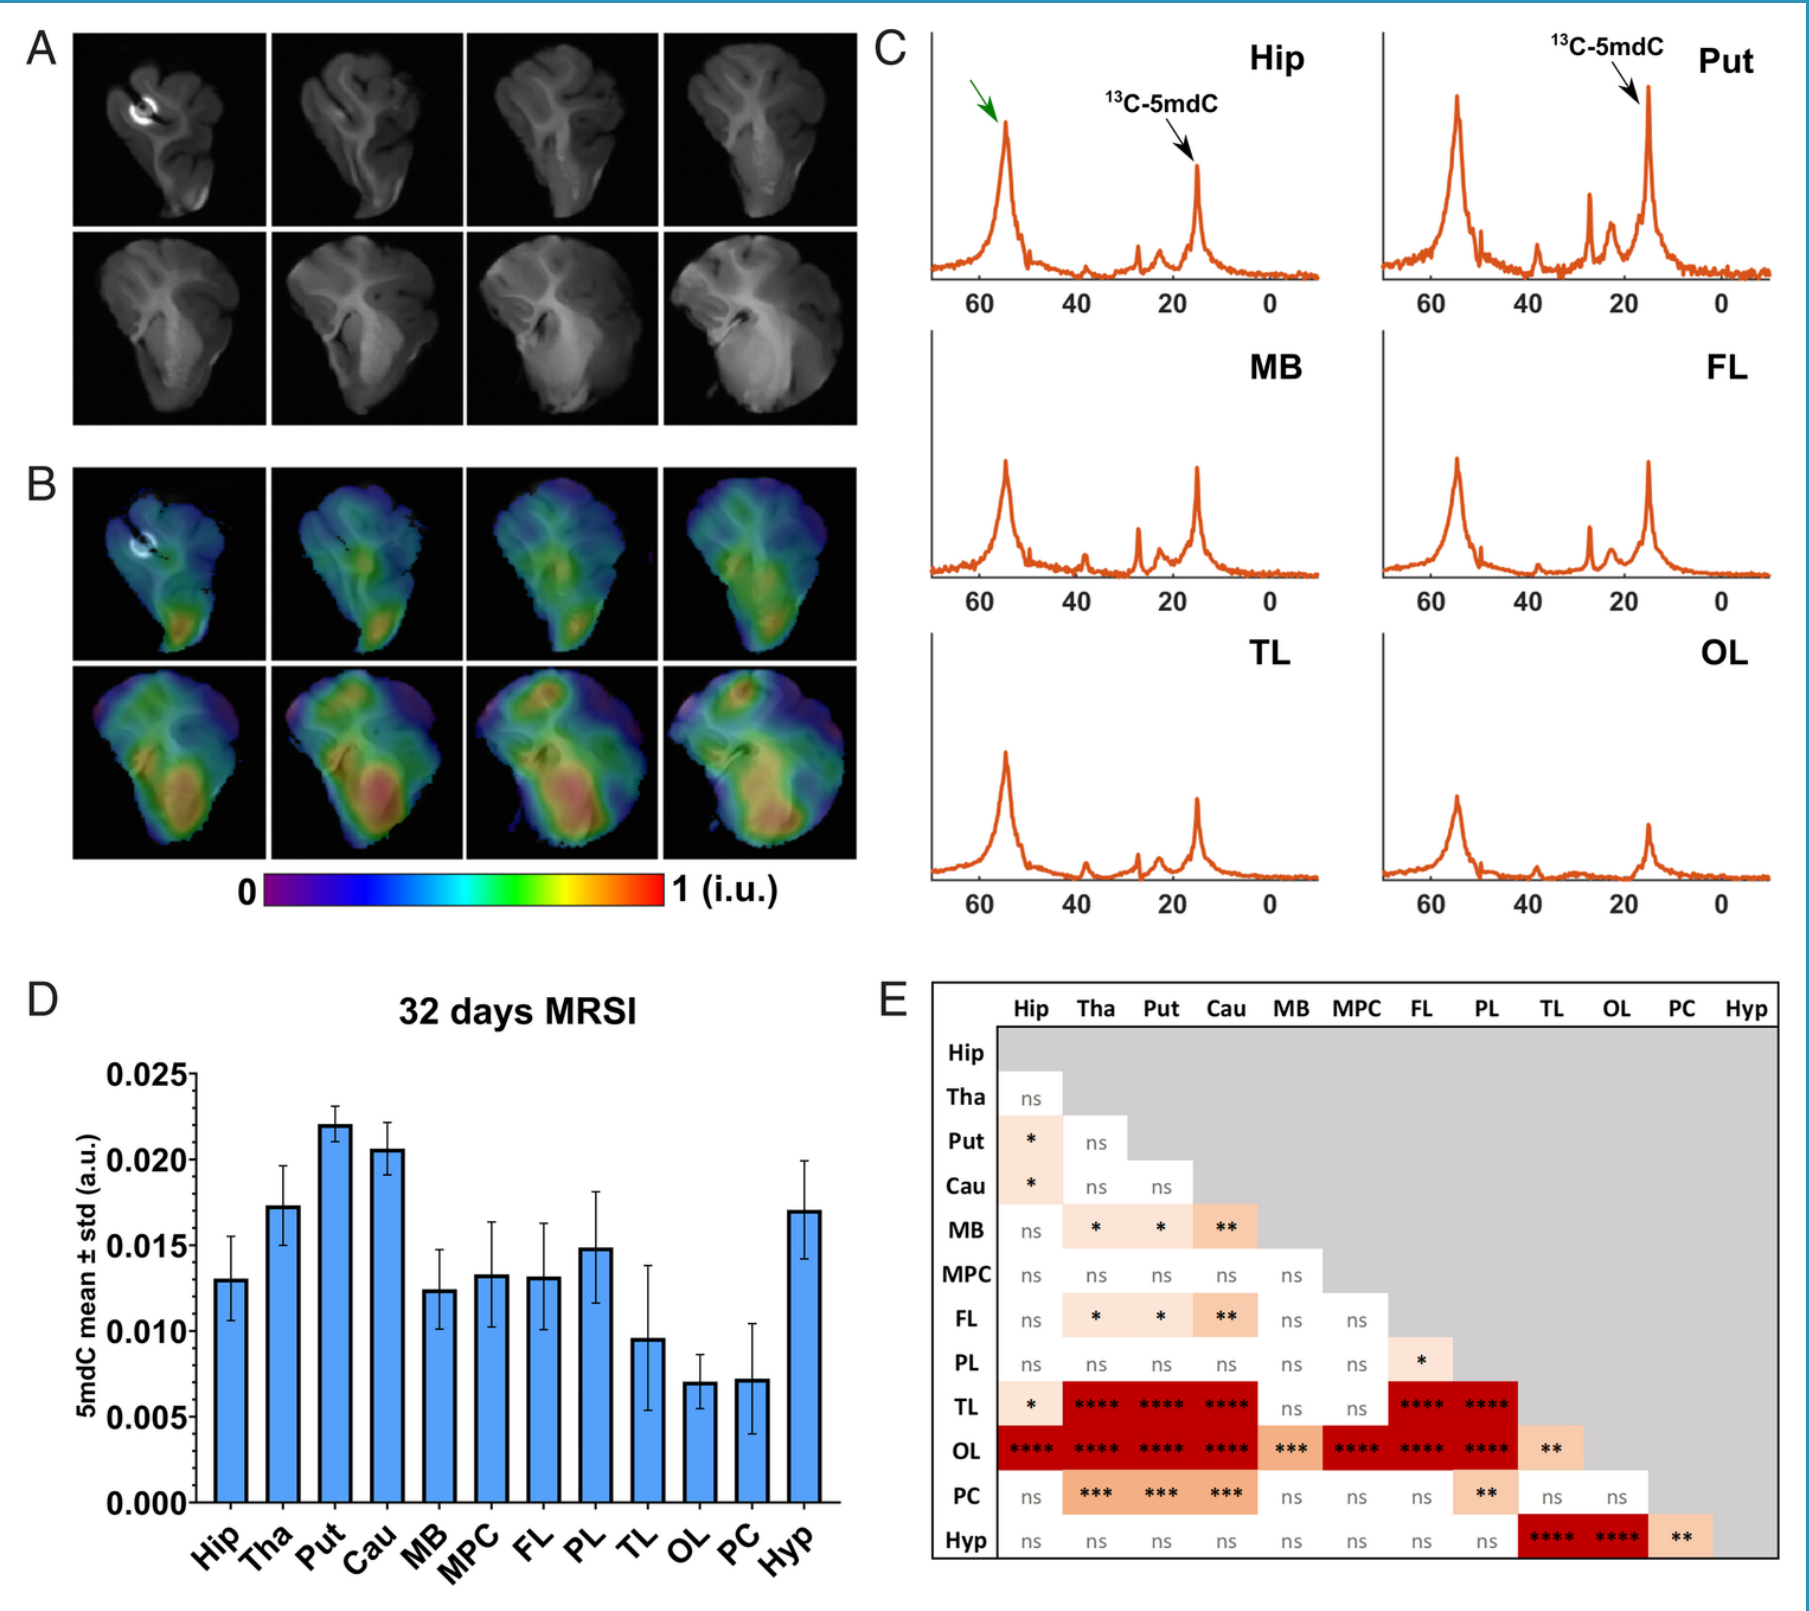 A
B
0 1 (i.u.)
C
Hip
13C-5mdC
60 40 20 0
Put
13C-5mdC
60 40 20 0
MB
60 40 20 0
FL
60 40 20 0
TL
60 40 20 0
OL
60 40 20 0
D
32 days MRSI
5mdC mean ± std (a.u.)
0.025
0.020
0.015
0.010
0.005
0.000
Hip Tha Put Cau MB MPC FL PL TL OL PC Hyp
E
Hip Tha Put Cau MB MPC FL PL TL OL PC Hyp
Hip
Tha ns
Put * ns
Cau * ns ns
MB ns * * **
MPC ns ns ns ns ns
FL ns * * ** ns ns
PL ns ns ns ns ns ns *
TL * **** **** **** ns ns **** ****
OL **** **** **** **** *** **** **** **** **
PC ns *** *** *** ns ns ns ** ns ns
Hyp ns ns ns ns ns ns ns ns **** **** **